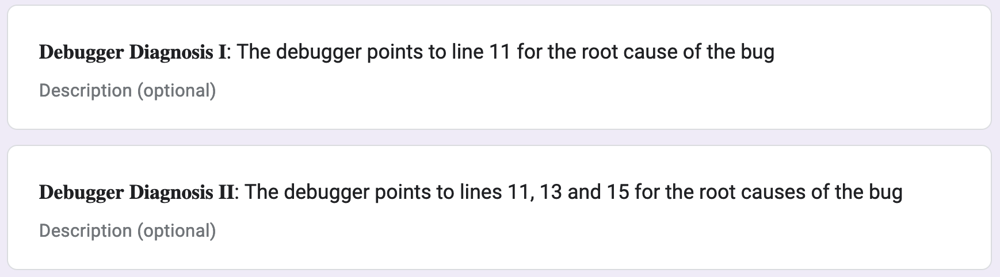 Debugger Diagnosis I: The debugger points to line 11 for the root cause of the bug
Description (optional)
Debugger Diagnosis II: The debugger points to lines 11, 13 and 15 for the root causes of the bug
Description (optional)